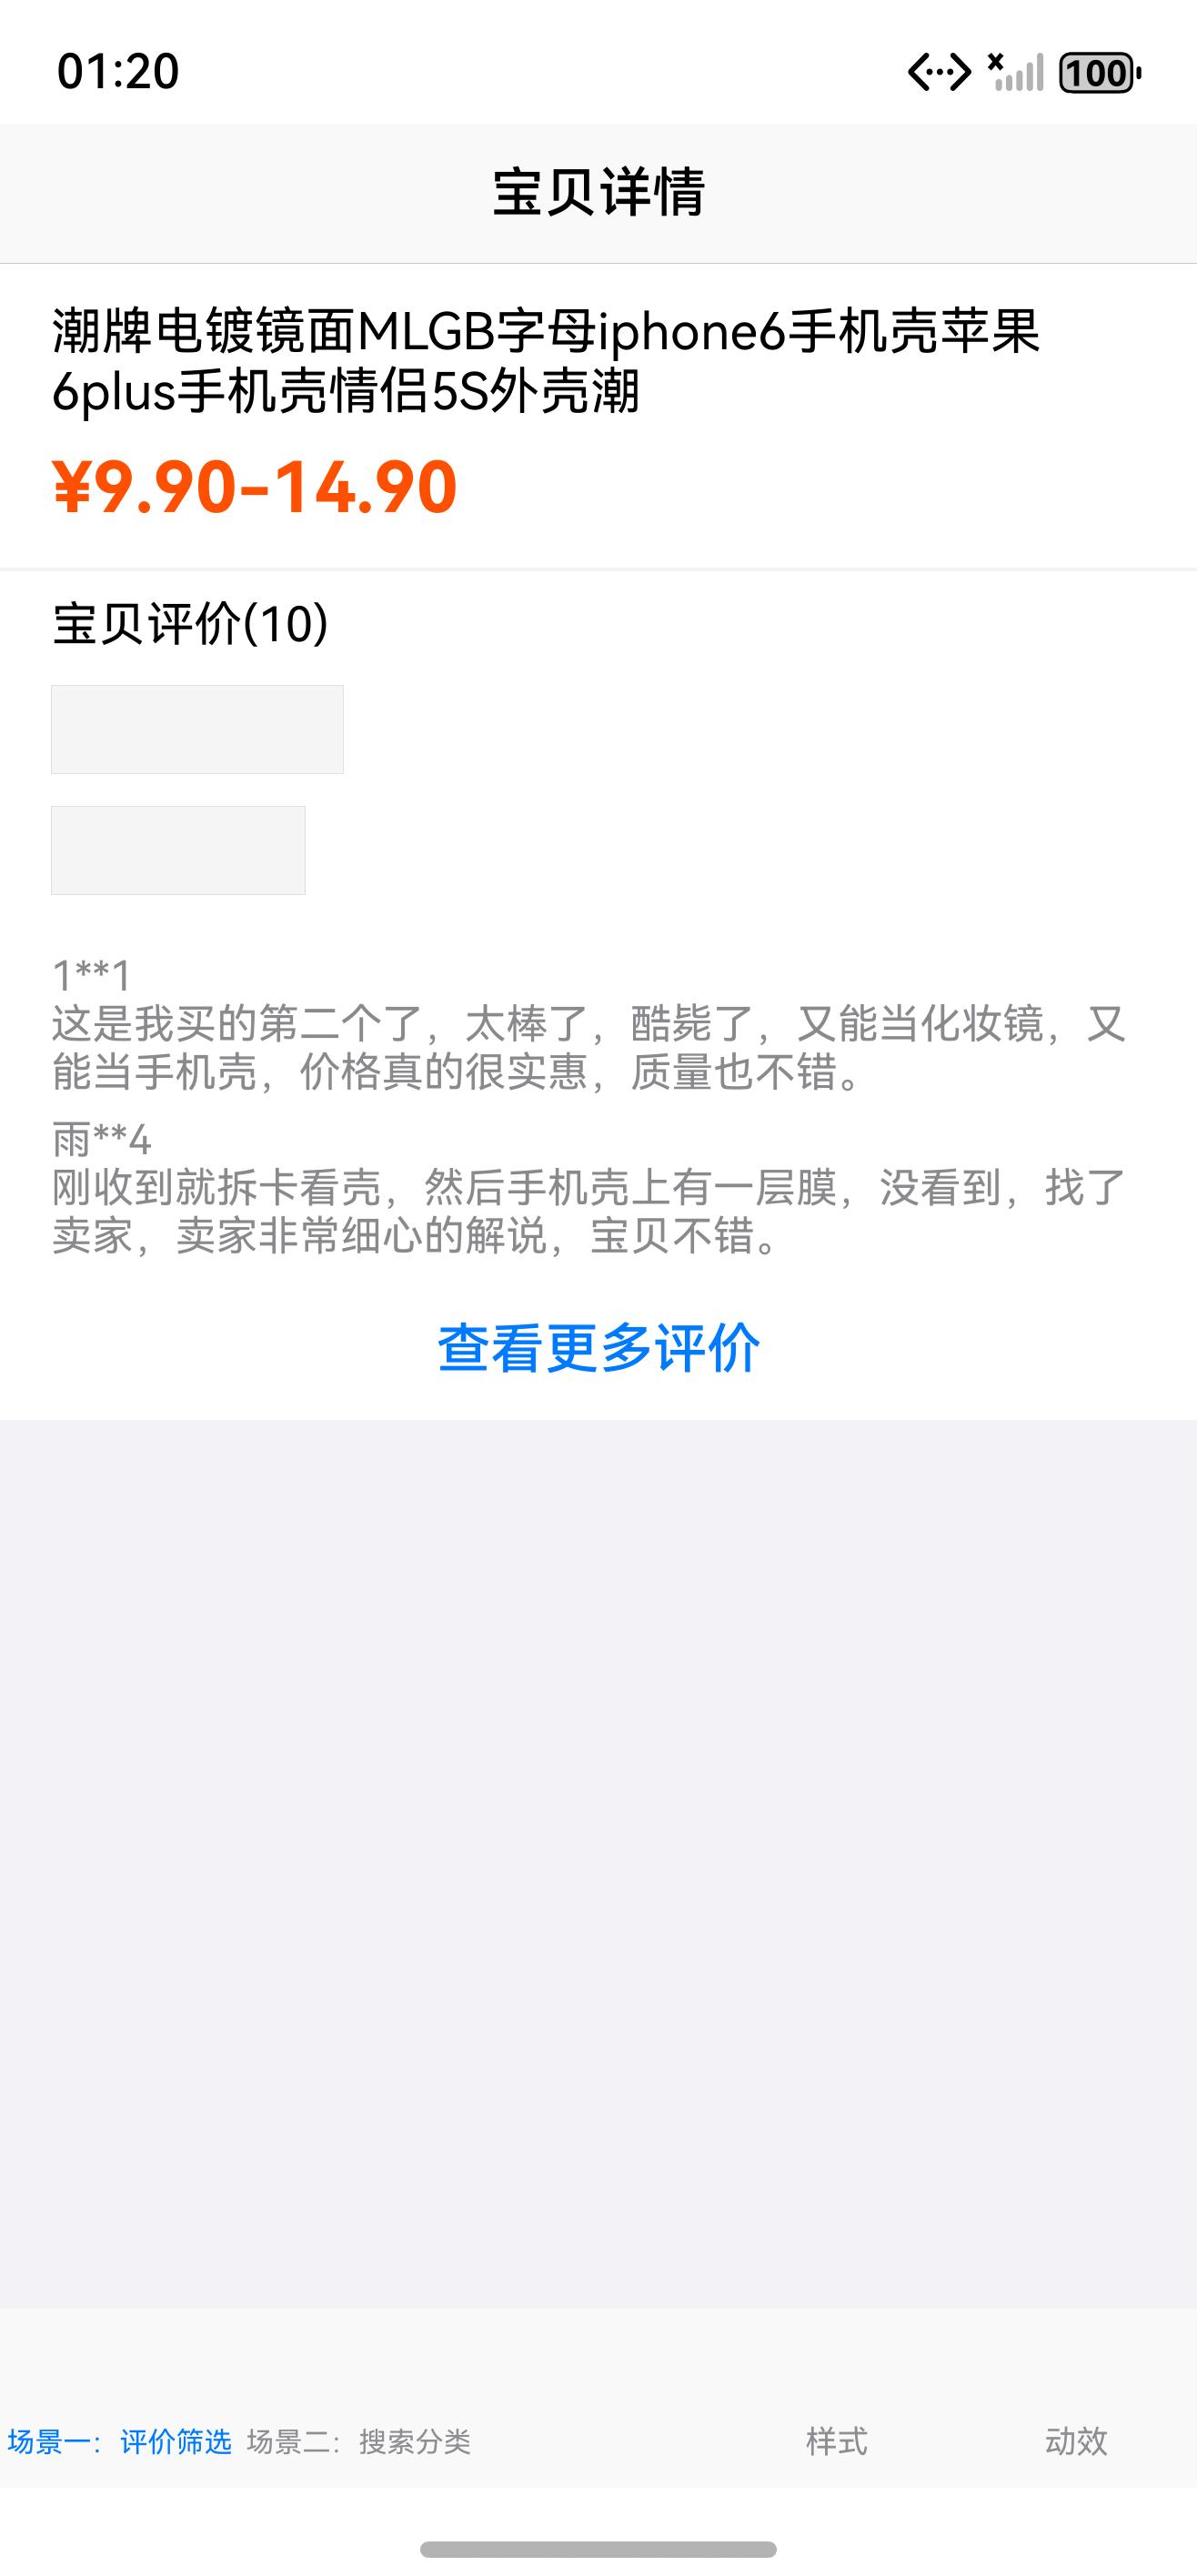 01:20
100
宝贝详情
潮牌电镀镜面MLGB字母iphone6手机壳苹果
6plus手机壳情侣5S外壳潮
¥9.90-14.90
宝贝评价(10)
1**1
这是我买的第二个了，太棒了，酷毙了，又能当化妆镜，又
能当手机壳，价格真的很实惠，质量也不错。
雨**4
刚收到就拆卡看壳，然后手机壳上有一层膜，没看到，找了
卖家，卖家非常细心的解说，宝贝不错。
查看更多评价
场景一：评价筛选 场景二：搜索分类 样式 动效